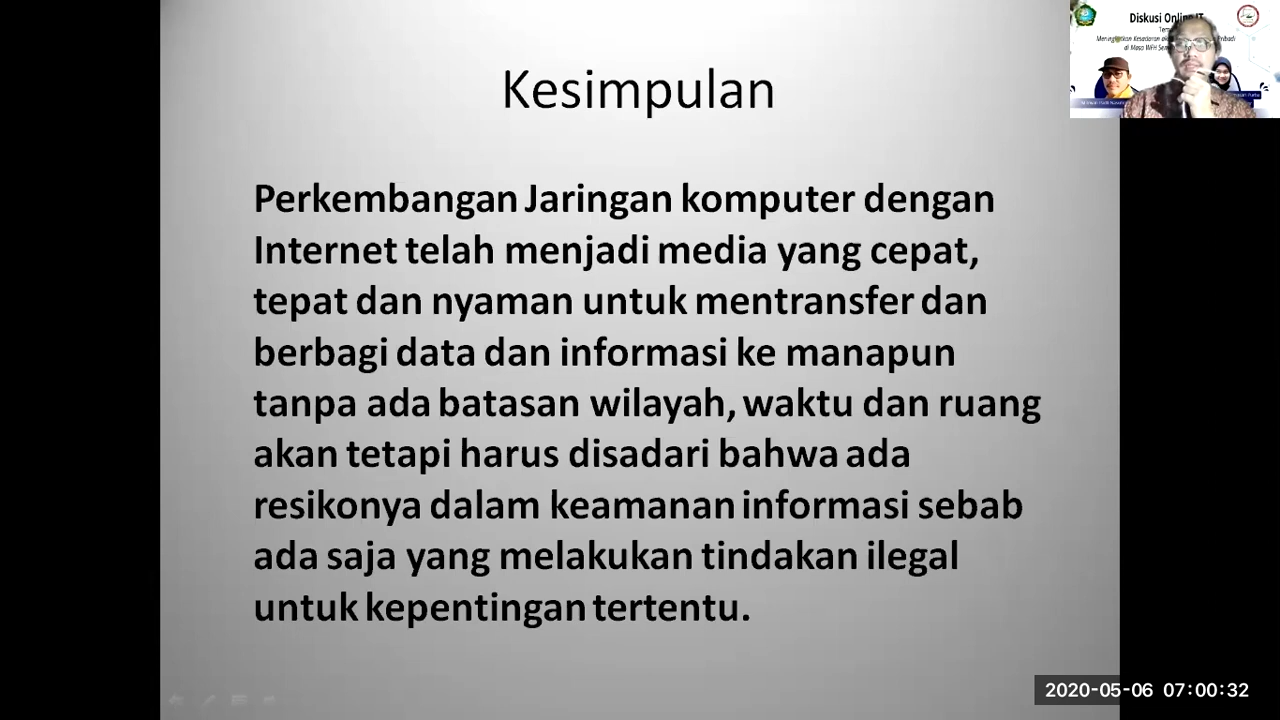 Kesimpulan
Perkembangan Jaringan komputer dengan
Internet telah menjadi media yang cepat,
tepat dan nyaman untuk mentransfer dan
berbagi data dan informasi ke manapun
tanpa ada batasan wilayah, waktu dan ruang
akan tetapi harus disadari bahwa ada
resikonya dalam keamanan informasi sebab
ada saja yang melakukan tindakan ilegal
untuk kepentingan tertentu.
Diskusi Online IT
di Masa WFH
2020-05-06 07:00:32